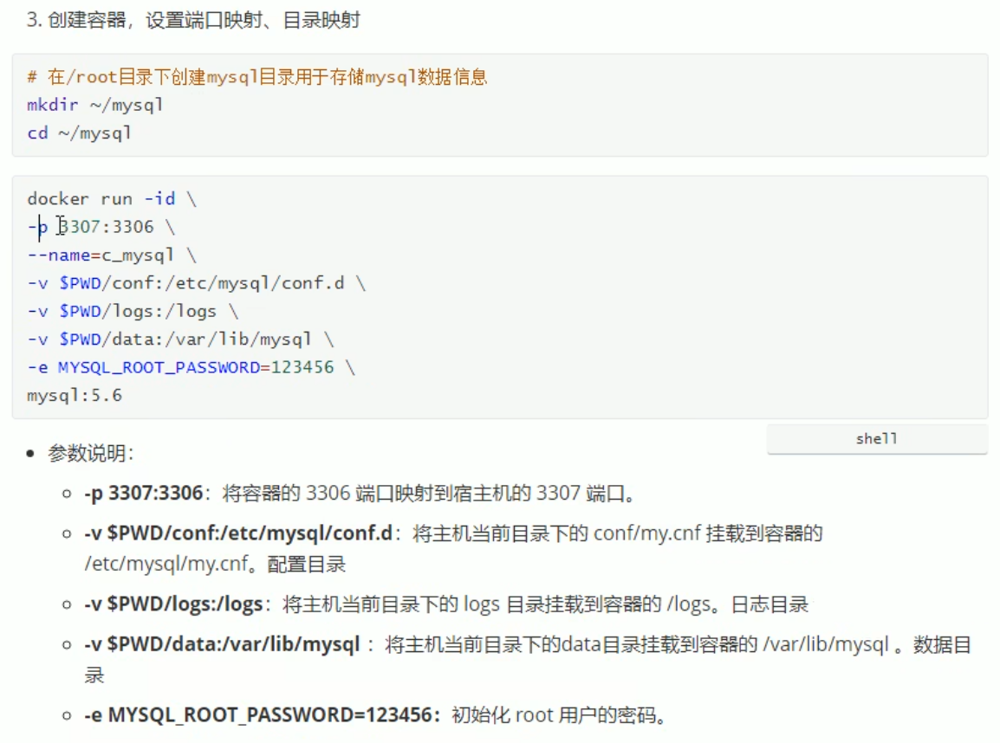 3. 创建容器，设置端口映射、目录映射
# 在/root目录下创建mysql目录用于存储mysql数据信息
mkdir ~/mysql
cd ~/mysql
docker run -id \
-p 3307:3306 \
--name=c_mysql \
-v $PWD/conf:/etc/mysql/conf.d \
-v $PWD/logs:/logs \
-v $PWD/data:/var/lib/mysql \
-e MYSQL_ROOT_PASSWORD=123456 \
mysql:5.6
shell
• 参数说明：
○ -p 3307:3306：将容器的 3306 端口映射到宿主机的 3307 端口。
○ -v $PWD/conf:/etc/mysql/conf.d：将主机当前目录下的 conf/my.cnf 挂载到容器的
/etc/mysql/my.cnf。配置目录
○ -v $PWD/logs:/logs：将主机当前目录下的 logs 目录挂载到容器的 /logs。日志目录
○ -v $PWD/data:/var/lib/mysql ：将主机当前目录下的data目录挂载到容器的 /var/lib/mysql 。数据目
录
○ -e MYSQL_ROOT_PASSWORD=123456：初始化 root 用户的密码。